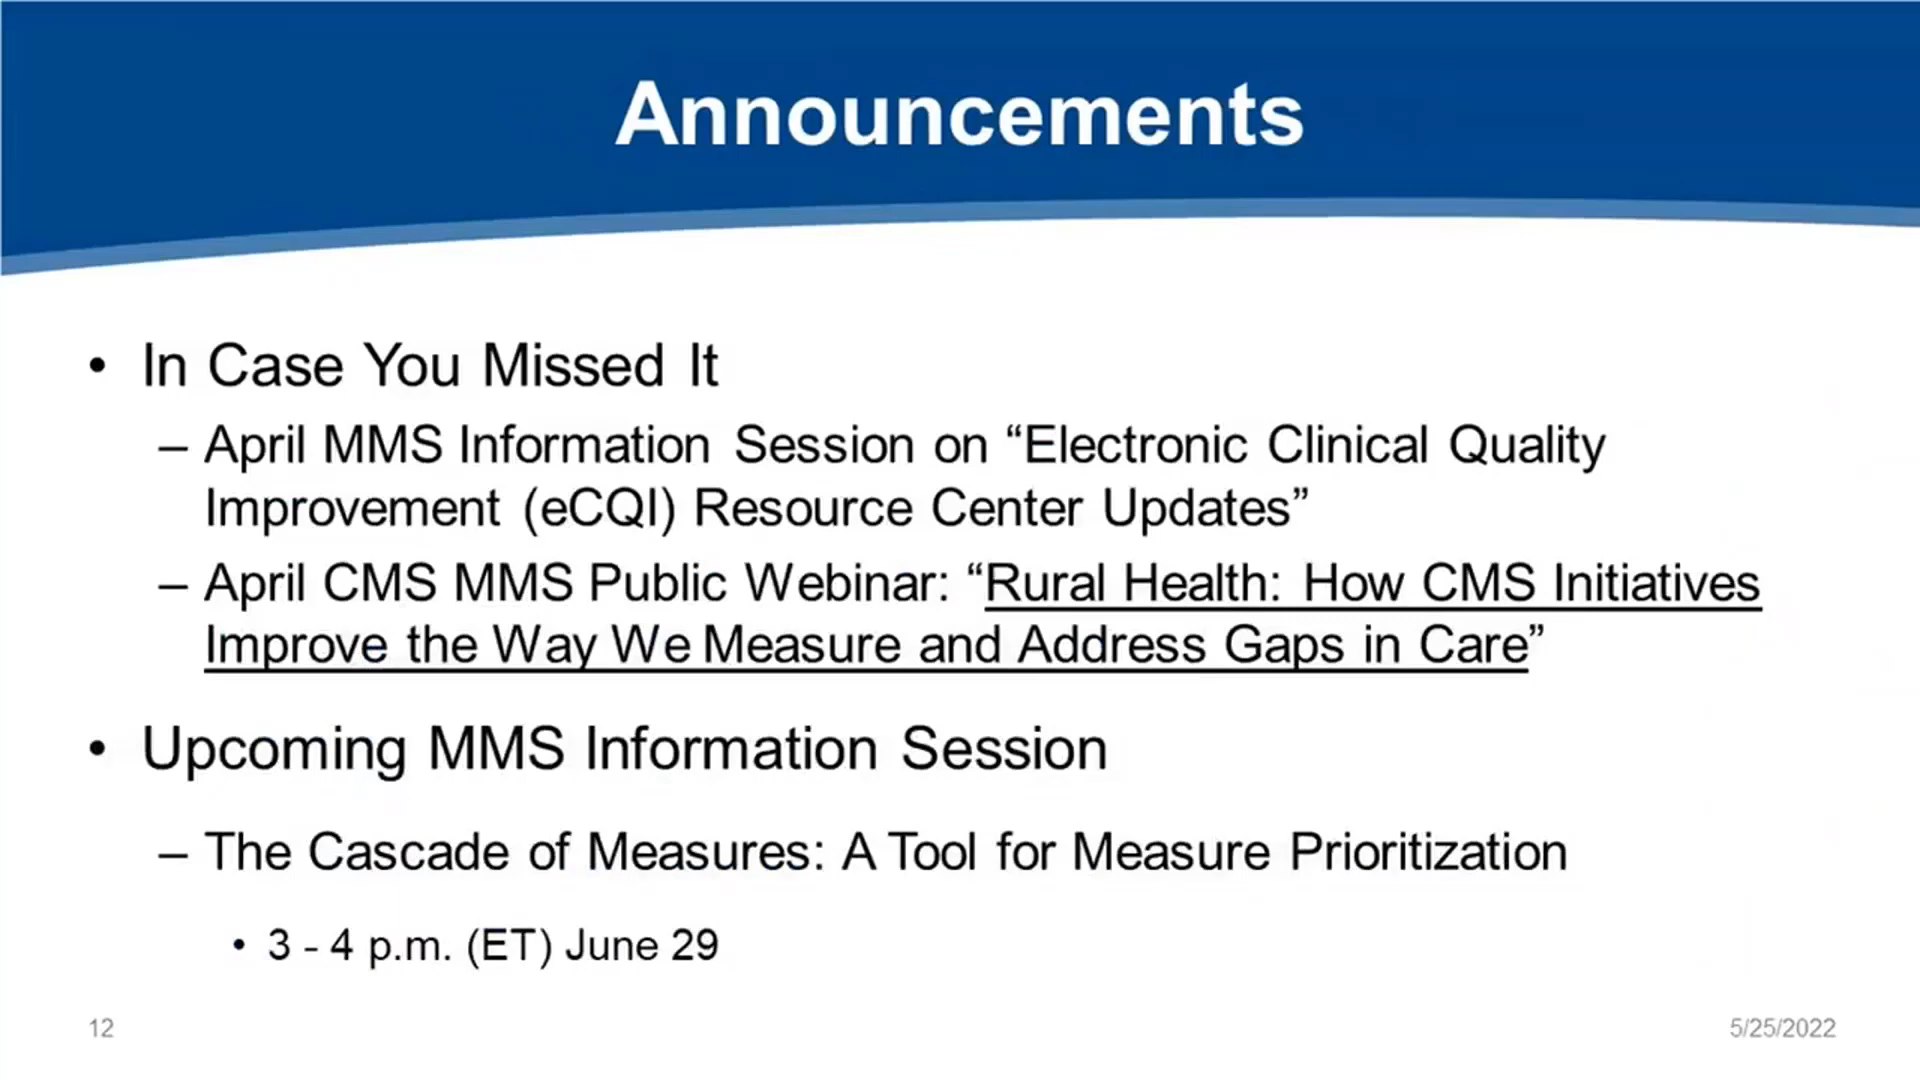 Announcements
• In Case You Missed It
– April MMS Information Session on “Electronic Clinical Quality
Improvement (eCQI) Resource Center Updates”
– April CMS MMS Public Webinar: “Rural Health: How CMS Initiatives
Improve the Way We Measure and Address Gaps in Care”
• Upcoming MMS Information Session
– The Cascade of Measures: A Tool for Measure Prioritization
• 3 - 4 p.m. (ET) June 29
12
5/25/2022